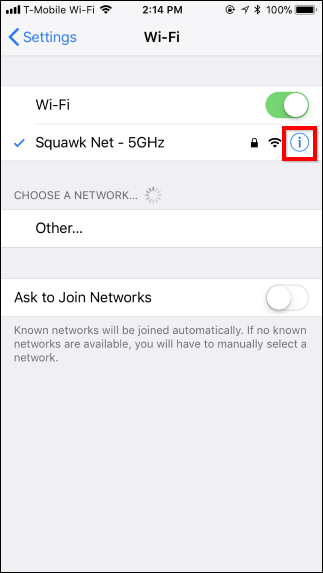 T-Mobile Wi-Fi 2:14 PM 100%
Settings Wi-Fi
Wi-Fi
Squawk Net - 5GHz
CHOOSE A NETWORK...
Other...
Ask to Join Networks
Known networks will be joined automatically. If no known
networks are available, you will have to manually select a
network.